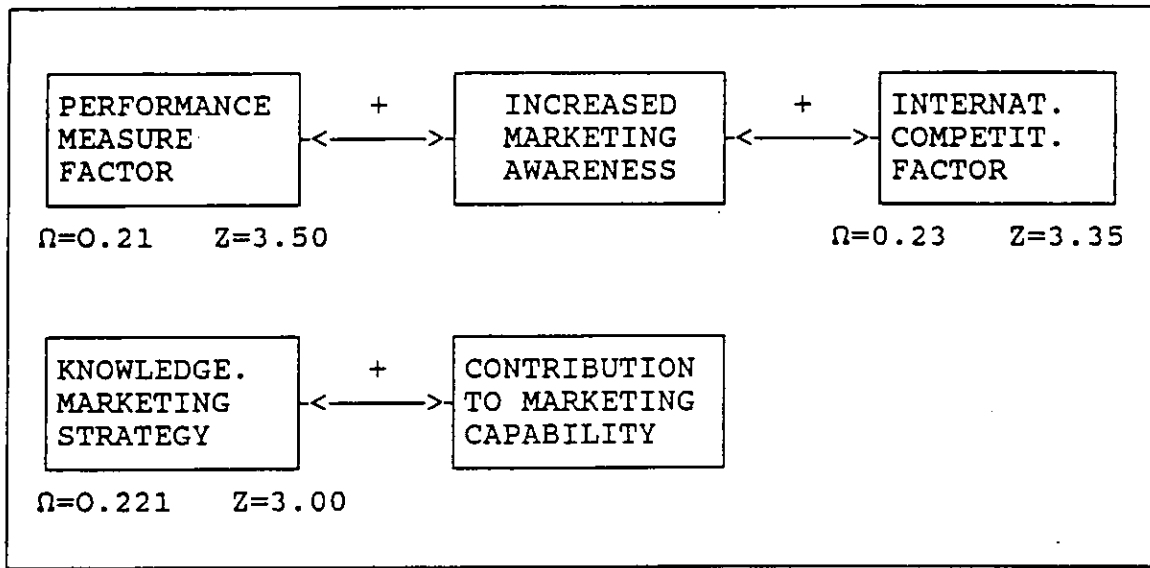 PERFORMANCE
MEASURE
FACTOR
+
INCREASED
MARKETING
AWARENESS
+
INTERNAT.
COMPETIT.
FACTOR
Ω=0.21 Z=3.50
Ω=0.23 Z=3.35
KNOWLEDGE.
MARKETING
STRATEGY
+
CONTRIBUTION
TO MARKETING
CAPABILITY
Ω=0.221 Z=3.00